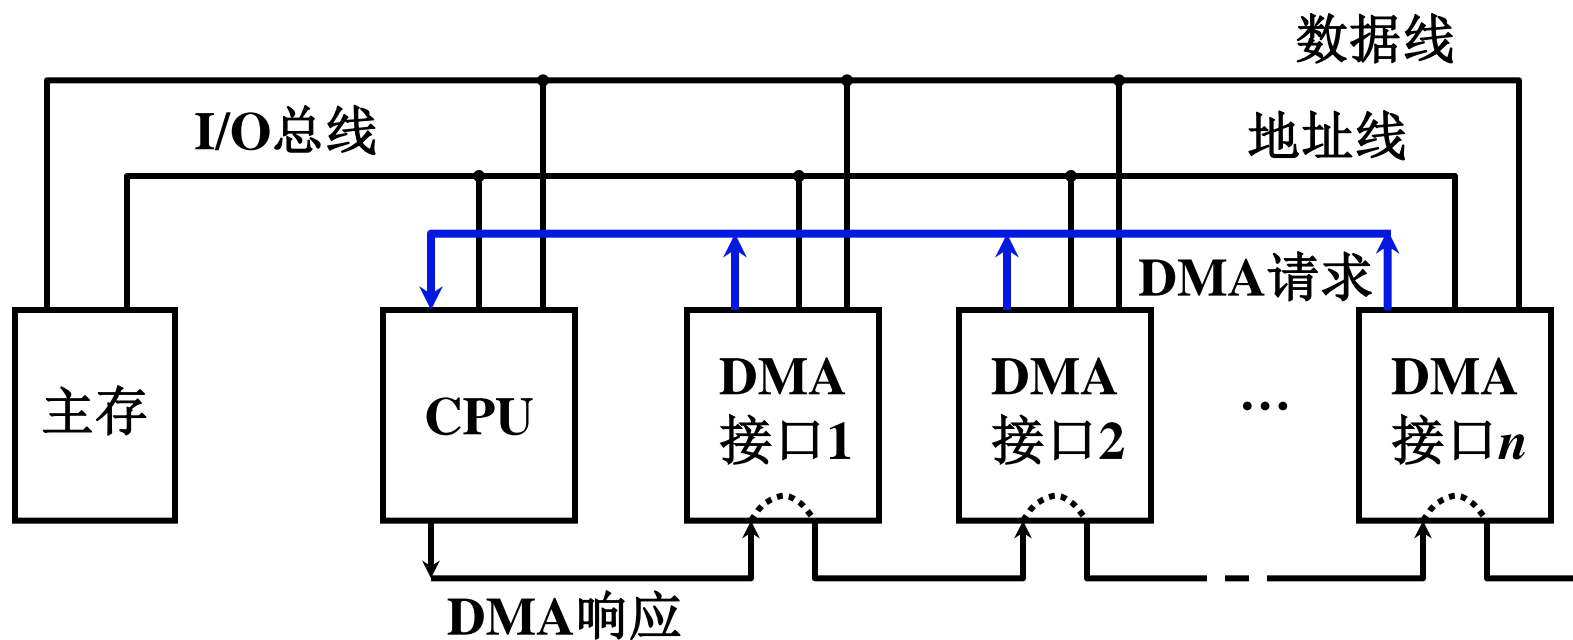 数据线
I/O总线
地址线
DMA请求
主存
CPU
DMA
接口1
DMA
接口2
...
DMA
接口n
DMA响应